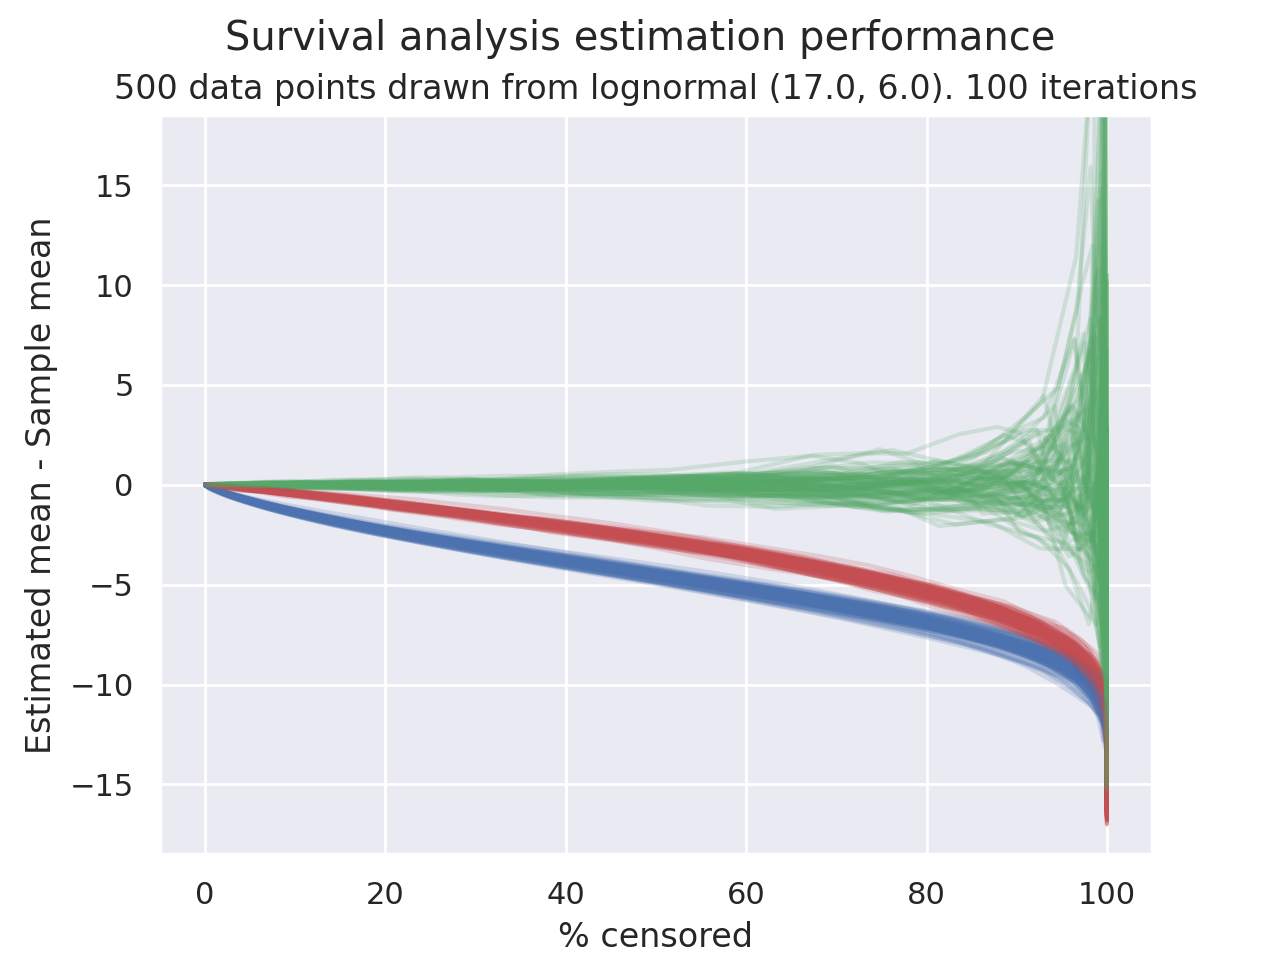 Survival analysis estimation performance
500 data points drawn from lognormal (17.0, 6.0). 100 iterations
Estimated mean - Sample mean
15
10
5
0
−5
−10
−15
0 20 40 60 80 100
% censored